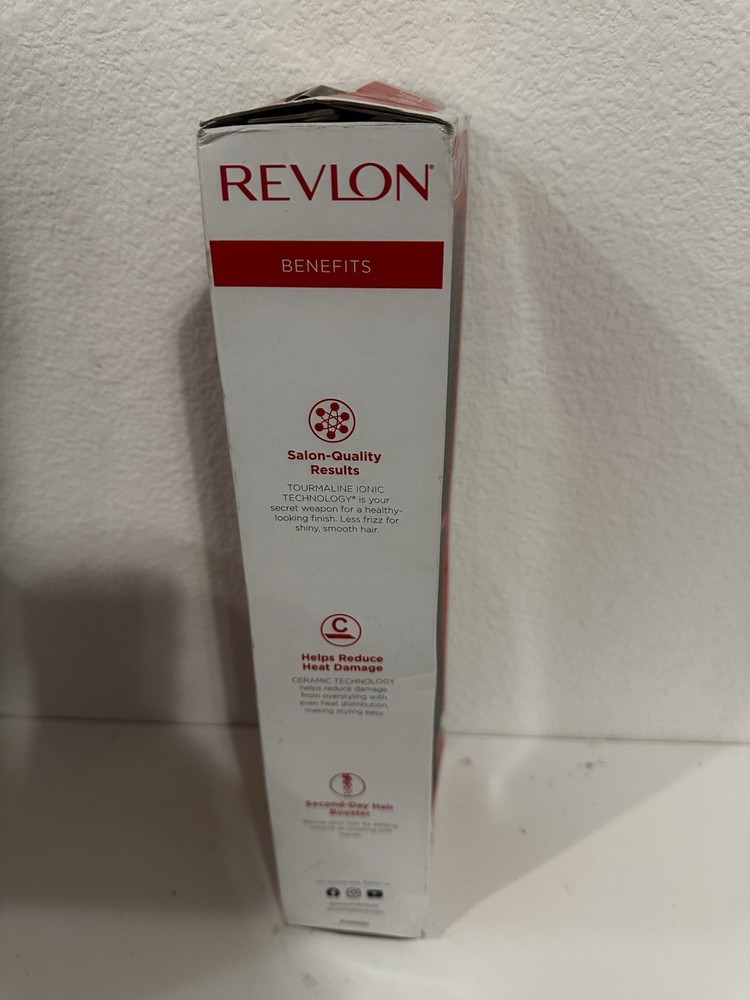 REVLON®
BENEFITS
Salon-Quality
Results
TOURMALINE IONIC
TECHNOLOGY® is your
secret weapon for a healthy-
looking finish. Less frizz for
shiny, smooth hair.
C
Helps Reduce
Heat Damage
CERAMIC TECHNOLOGY
helps reduce damage
from overstyling with
even heat distribution,
making styling easy
Second-Day Hair
Booster